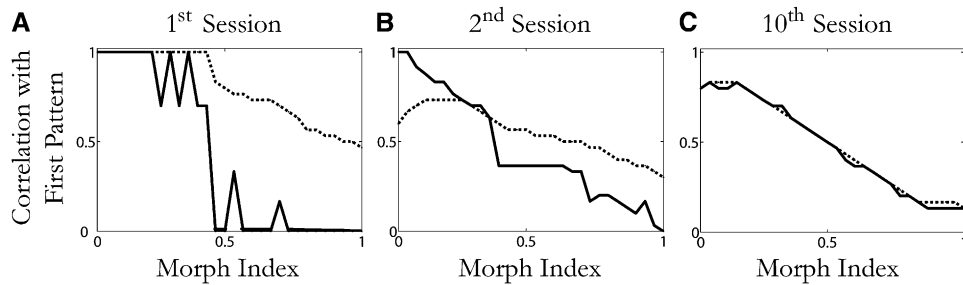 A 1st Session
B 2nd Session
C 10th Session
Correlation with
First Pattern
1
0.5
0
0 0.5 1
Morph Index
1
0.5
0
0 0.5 1
Morph Index
1
0.5
0
0 0.5 1
Morph Index